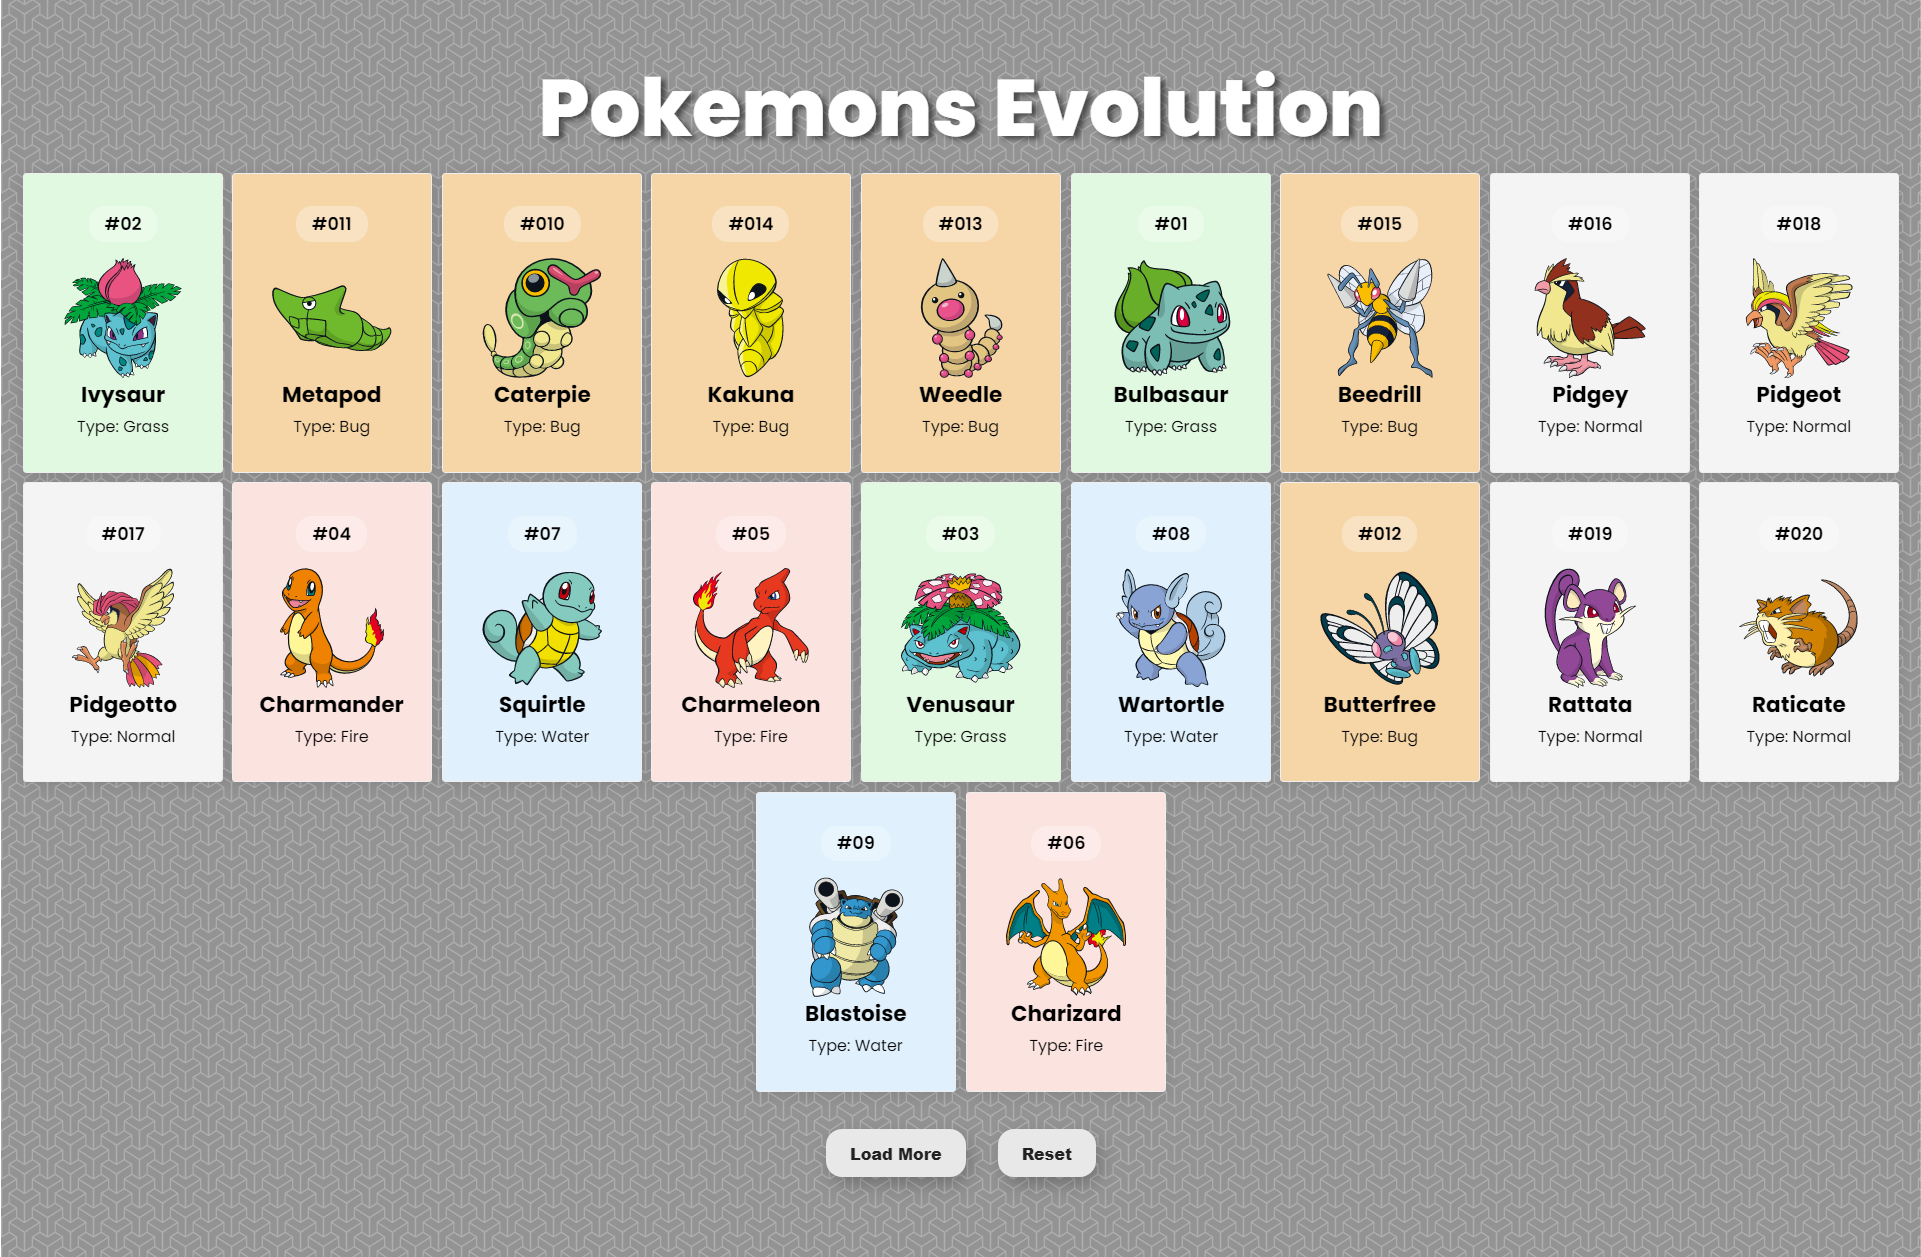 Pokemons Evolution
#02
Ivysaur
Type: Grass
#011
Metapod
Type: Bug
#010
Caterpie
Type: Bug
#014
Kakuna
Type: Bug
#013
Weedle
Type: Bug
#01
Bulbasaur
Type: Grass
#015
Beedrill
Type: Bug
#016
Pidgey
Type: Normal
#018
Pidgeot
Type: Normal
#017
Pidgeotto
Type: Normal
#04
Charmander
Type: Fire
#07
Squirtle
Type: Water
#05
Charmeleon
Type: Fire
#03
Venusaur
Type: Grass
#08
Wartortle
Type: Water
#012
Butterfree
Type: Bug
#019
Rattata
Type: Normal
#020
Raticate
Type: Normal
#09
Blastoise
Type: Water
#06
Charizard
Type: Fire
Load More
Reset